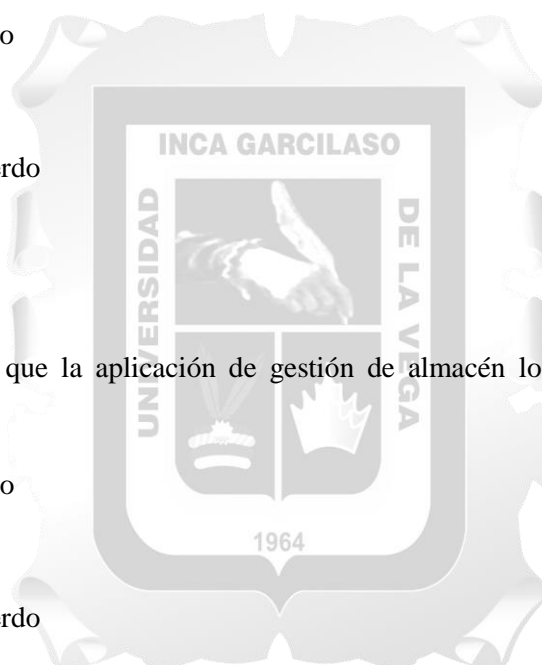 o
INCA GARCILASO
rdo
UNIVERSIDAD
DE LA VEGA
que la aplicación de gestión de almacén lo
o
1964
rdo